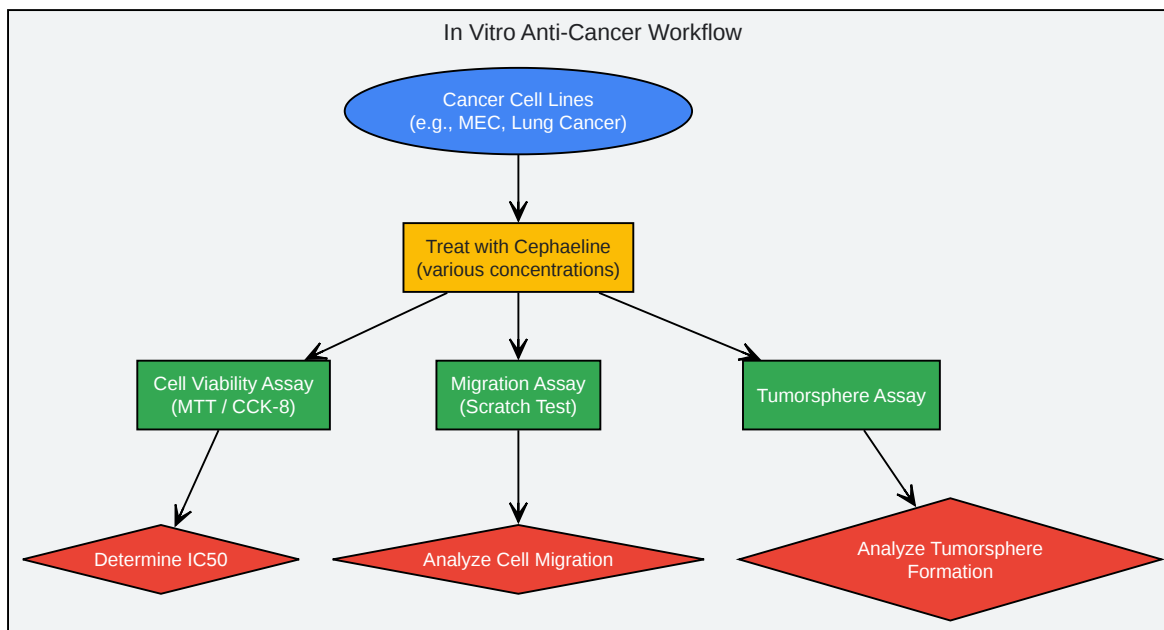 In Vitro Anti-Cancer Workflow
Cancer Cell Lines
(e.g., MEC, Lung Cancer)
Treat with Cephaeline
(various concentrations)
Cell Viability Assay
(MTT / CCK-8)
Migration Assay
(Scratch Test)
Tumorsphere Assay
Determine IC50
Analyze Cell Migration
Analyze Tumorsphere
Formation